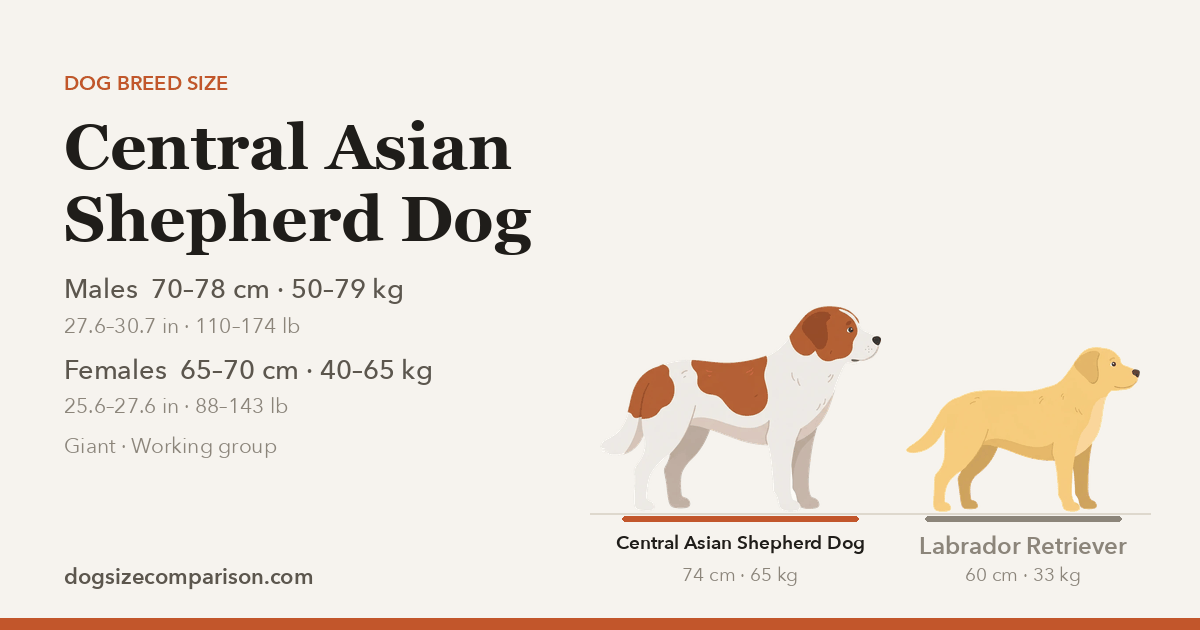 DOG BREED SIZE
Central Asian
Shepherd Dog
Males 70–78 cm · 50–79 kg
27.6–30.7 in · 110–174 lb
Females 65–70 cm · 40–65 kg
25.6–27.6 in · 88–143 lb
Giant · Working group
Central Asian Shepherd Dog
74 cm · 65 kg
Labrador Retriever
60 cm · 33 kg
dogsizecomparison.com